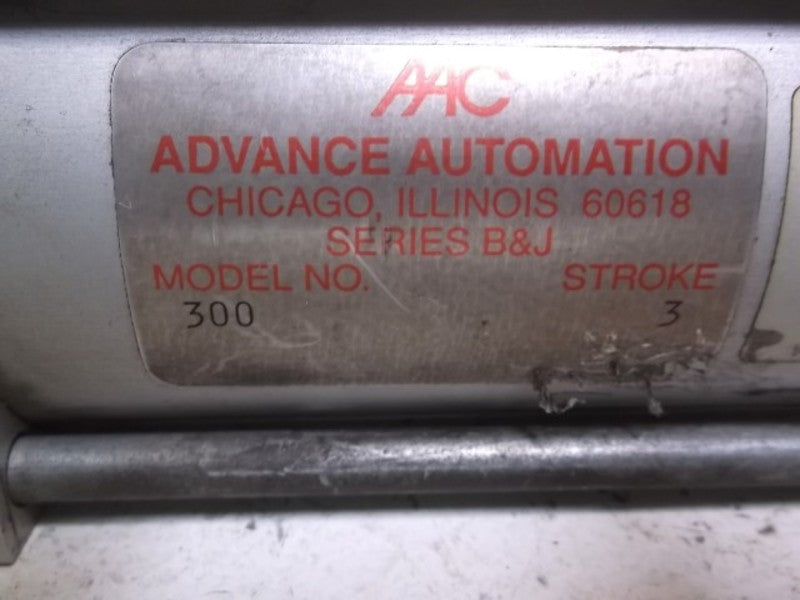 AAC
ADVANCE AUTOMATION
CHICAGO, ILLINOIS 60618
SERIES B&J
MODEL NO. STROKE
300 3